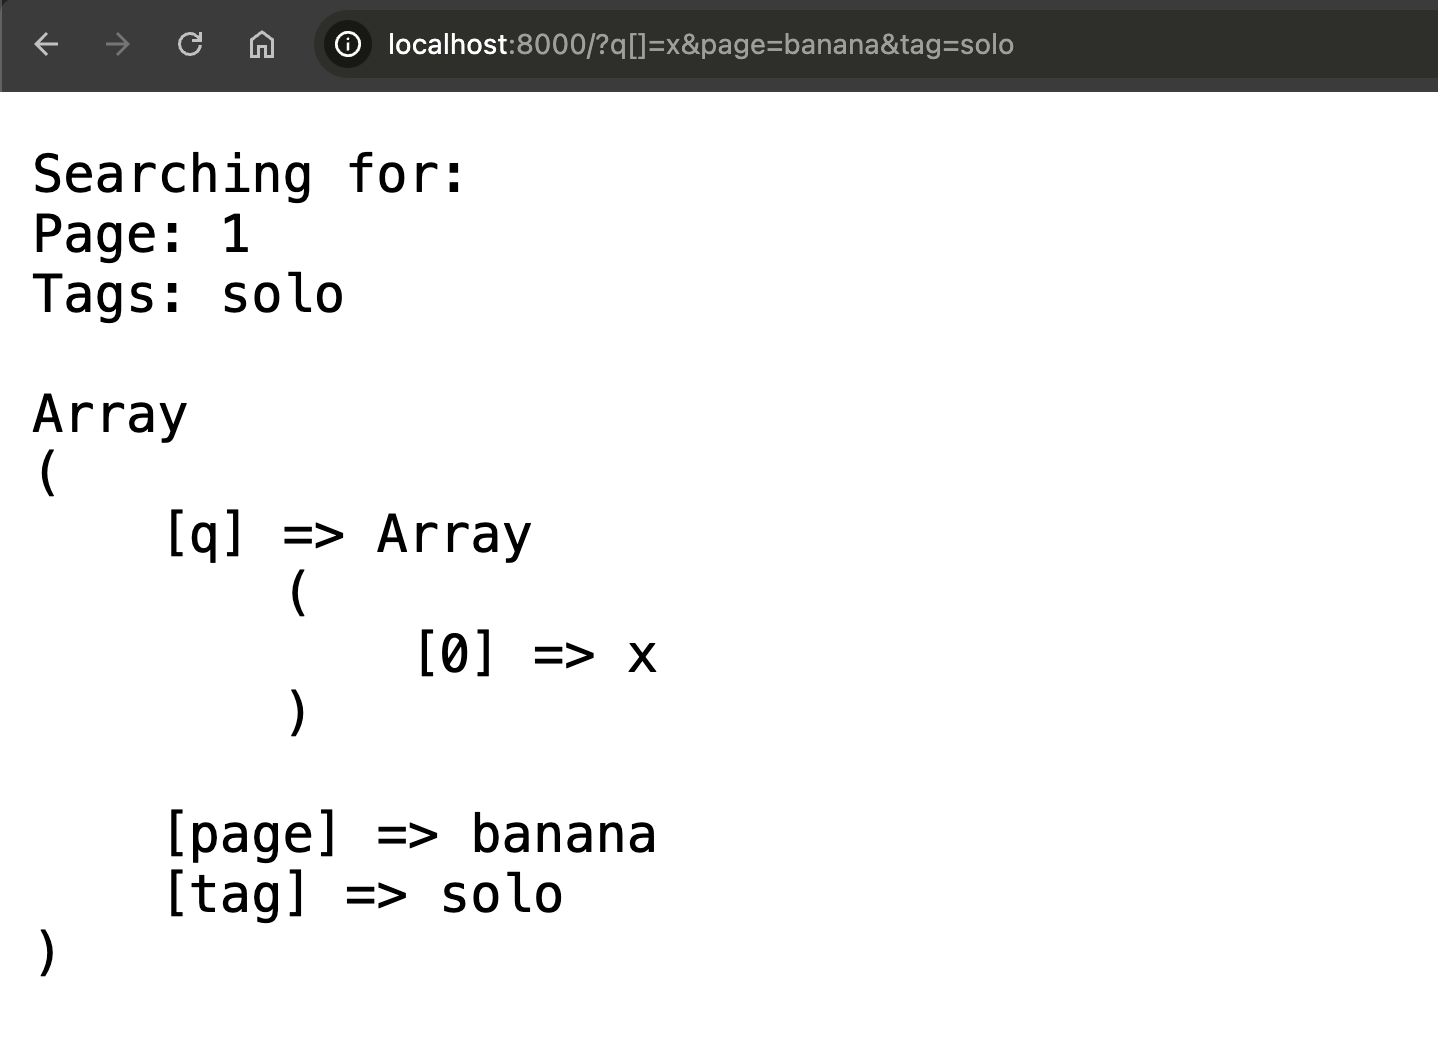 localhost:8000/?q[]=x&page=banana&tag=solo
Searching for:
Page: 1
Tags: solo
Array
(
[q] => Array
(
[0] => x
)
[page] => banana
[tag] => solo
)